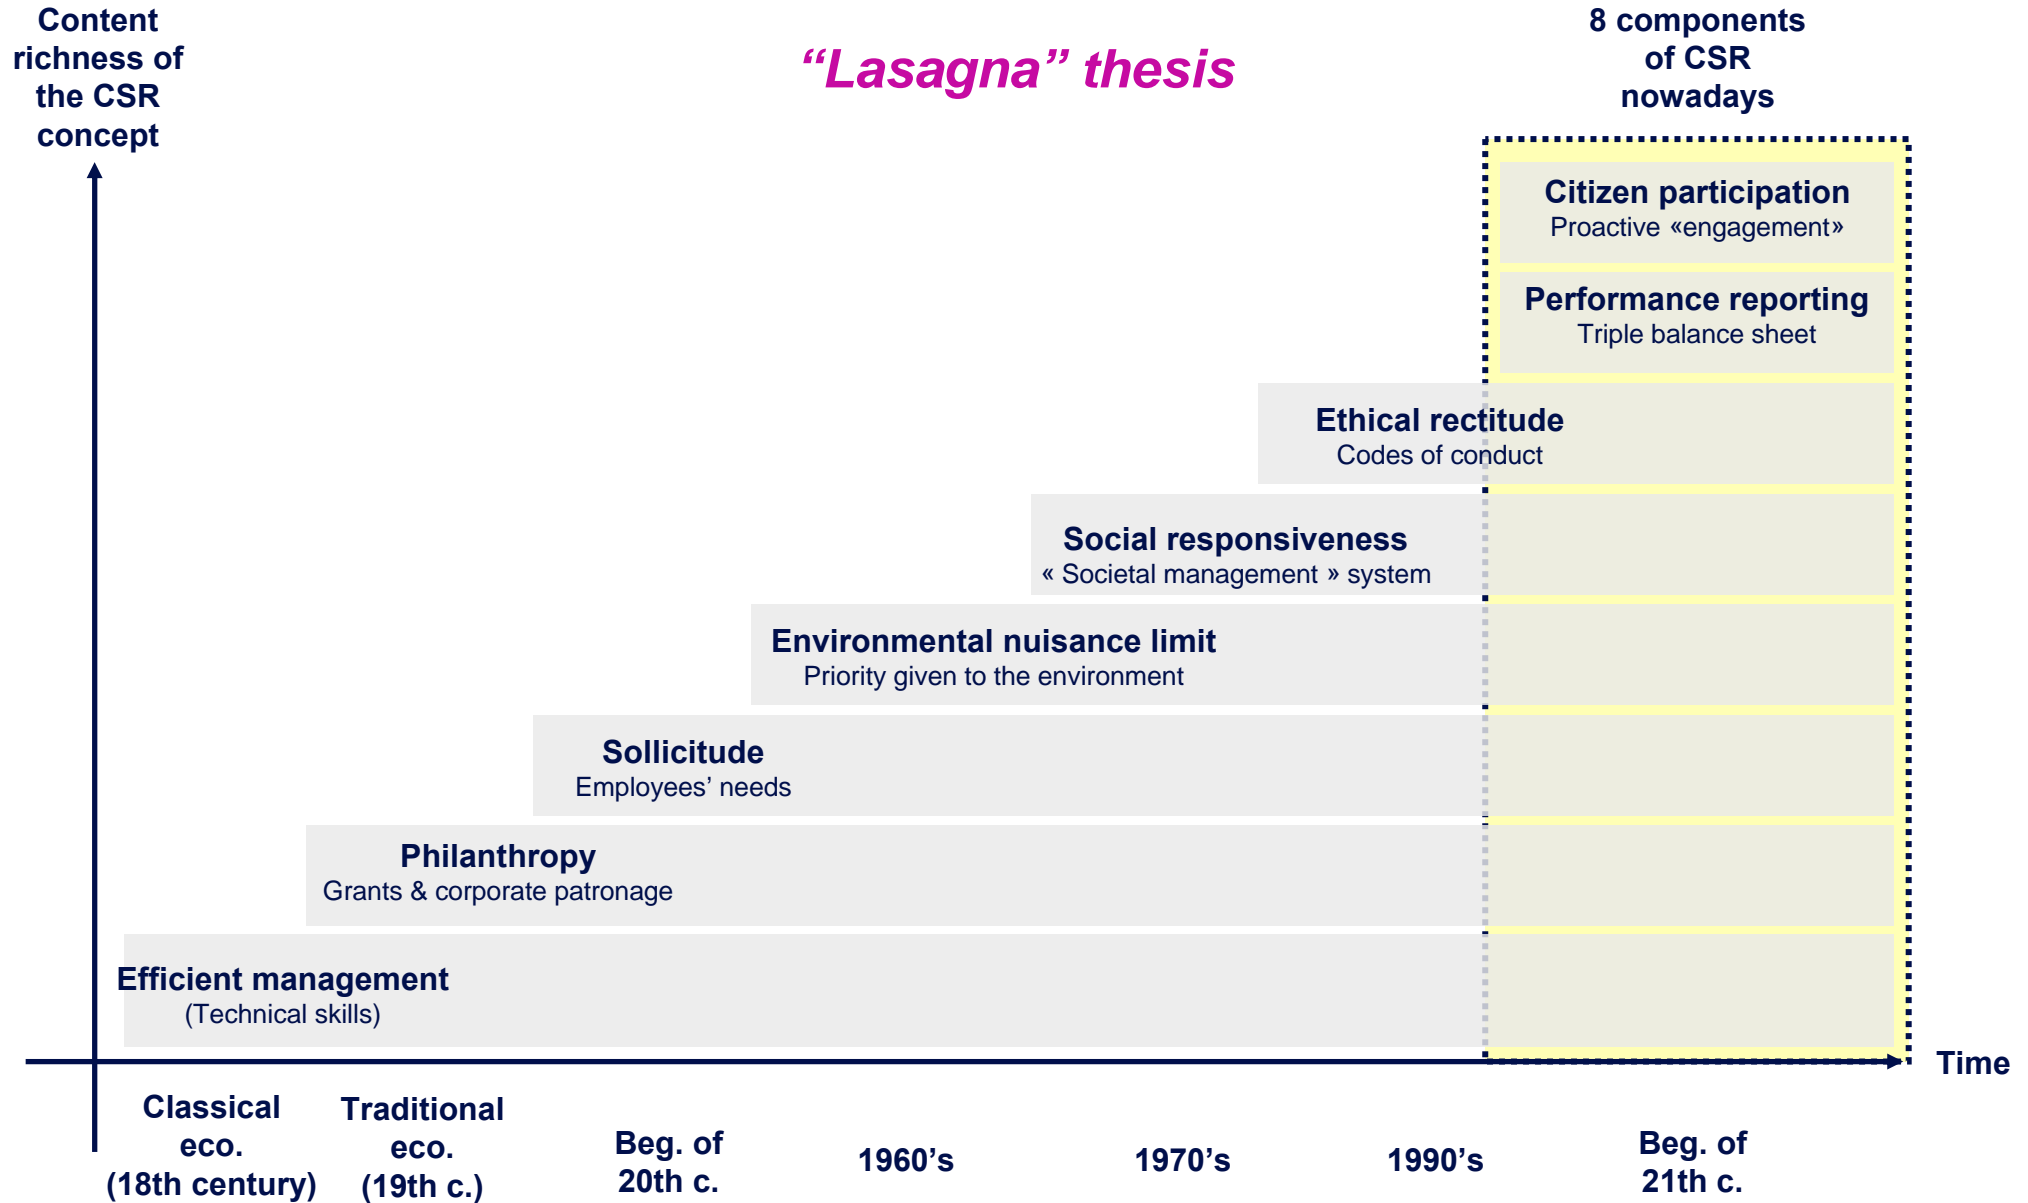 Content
richness of
the CSR
concept
“Lasagna” thesis
8 components
of CSR
nowadays
Citizen participation
Proactive «engagement»
Performance reporting
Triple balance sheet
Ethical rectitude
Codes of conduct
Social responsiveness
« Societal management » system
Environmental nuisance limit
Priority given to the environment
Sollicitude
Employees’ needs
Philanthropy
Grants & corporate patronage
Efficient management
(Technical skills)
Time
Classical
eco.
(18th century)
Traditional
eco.
(19th c.)
Beg. of
20th c.
1960’s
1970’s
1990’s
Beg. of
21th c.